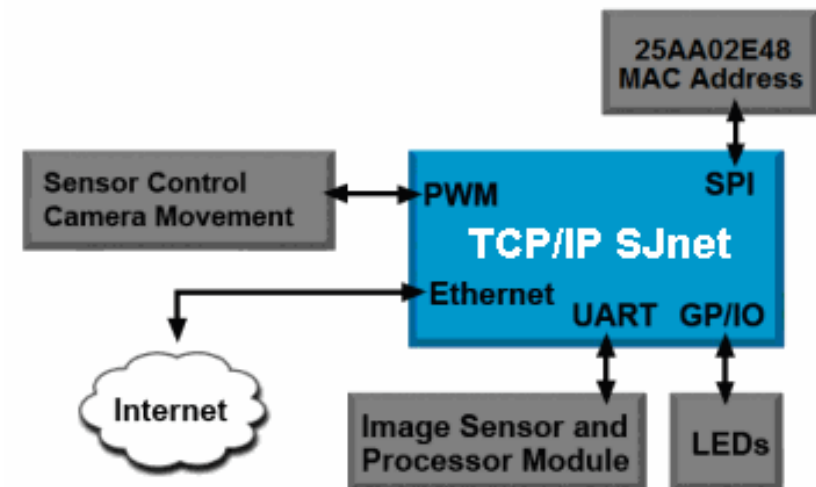 25AA02E48
MAC Address
Sensor Control
Camera Movement
PWM
SPI
TCP/IP SJnet
Ethernet
UART
GP/IO
Internet
Image Sensor and
Processor Module
LEDs